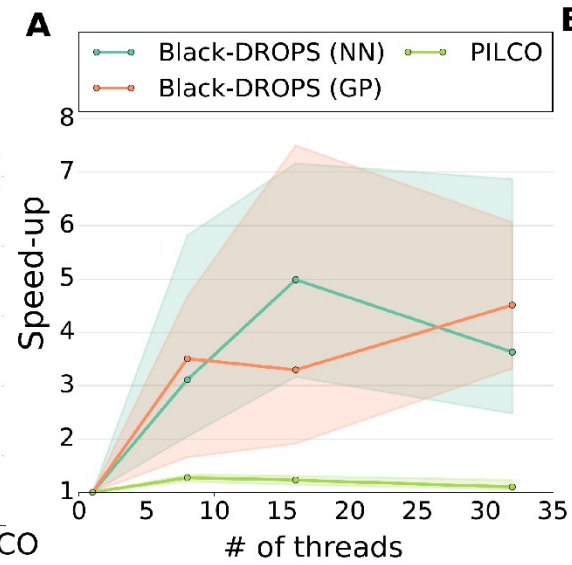 A
Black-DROPS (NN)
PILCO
Black-DROPS (GP)
8
7
6
5
4
3
2
1
Speed-up
0 5 10 15 20 25 30 35
# of threads
CO